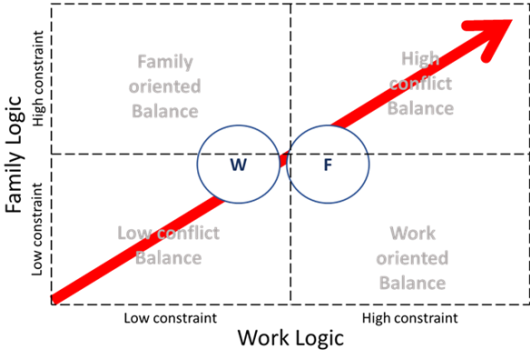 Family Logic
High constraint
Low constraint
Family
oriented
Balance
High
conflict
Balance
W
F
Low conflict
Balance
Work
oriented
Balance
Low constraint
High constraint
Work Logic